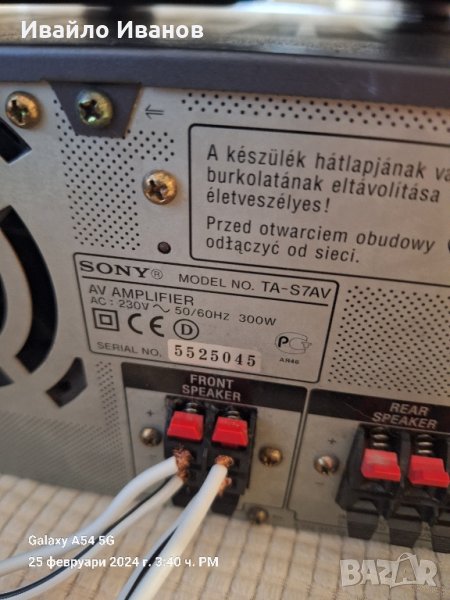 Ивайло Иванов
A készülék hátlapjának
burkolatának eltávolítása
életveszélyes!
Przed otwarciem obudowy
odłączyć od sieci.
SONY® MODEL NO. TA-S7AV
AV AMPLIFIER
AC : 230V ~ 50/60HZ 300W
CE D
PC
AR46
SERIAL NO. 5525045
FRONT
SPEAKER
REAR
SPEAKER
Galaxy A54 5G
25 февруари 2024 г. 3:40 ч. PM
BAZAR